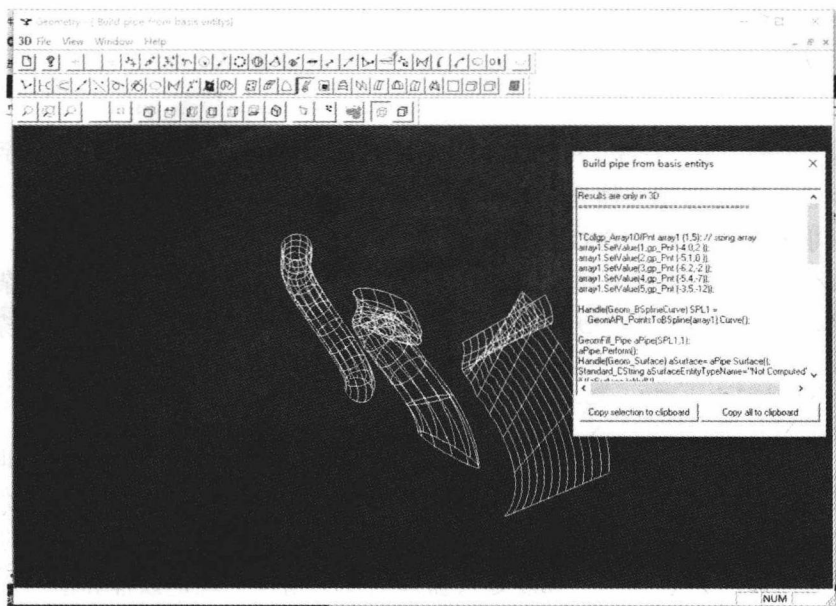 Geometry - [ Build pipe from basis entitys]
3D File View Window Help
Build pipe from basis entitys
Results are only in 3D
==================================
TColgp_Array1OfPnt array1 (1,5); // sizing array
array1.SetValue(1,gp_Pnt (-4,0,2 ));
array1.SetValue(2,gp_Pnt (-5,1,0 ));
array1.SetValue(3,gp_Pnt (-6,2,-2 ));
array1.SetValue(4,gp_Pnt (-5,4,-7));
array1.SetValue(5,gp_Pnt (-3,5,-12));
Handle(Geom_BSplineCurve) SPL1 =
GeomAPI_PointsToBSpline(array1).Curve();
GeomFill_Pipe aPipe(SPL1,1);
aPipe.Perform();
Handle(Geom_Surface) aSurface= aPipe.Surface();
Standard_CString aSurfaceEntityTypeName="Not Computed"
Copy selection to clipboard Copy all to clipboard
NUM